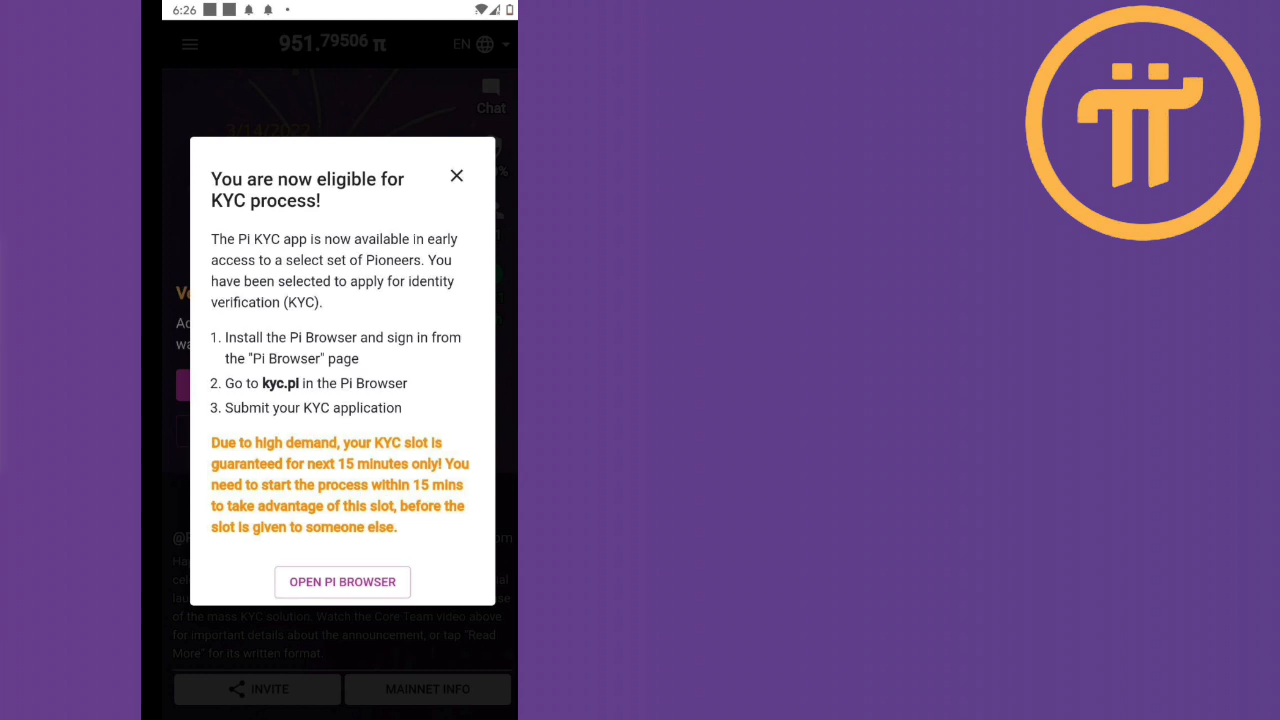 6:26
951.79506 π
EN
Chat
3/14/2022
You are now eligible for
KYC process!
The Pi KYC app is now available in early
access to a select set of Pioneers. You
have been selected to apply for identity
verification (KYC).
1. Install the Pi Browser and sign in from
the "Pi Browser" page
2. Go to kyc.pi in the Pi Browser
3. Submit your KYC application
Due to high demand, your KYC slot is
guaranteed for next 15 minutes only! You
need to start the process within 15 mins
to take advantage of this slot, before the
slot is given to someone else.
OPEN PI BROWSER
of the mass KYC solution. Watch the Core Team video above
for important details about the announcement, or tap "Read
More" for its written format.
INVITE
MAINNET INFO